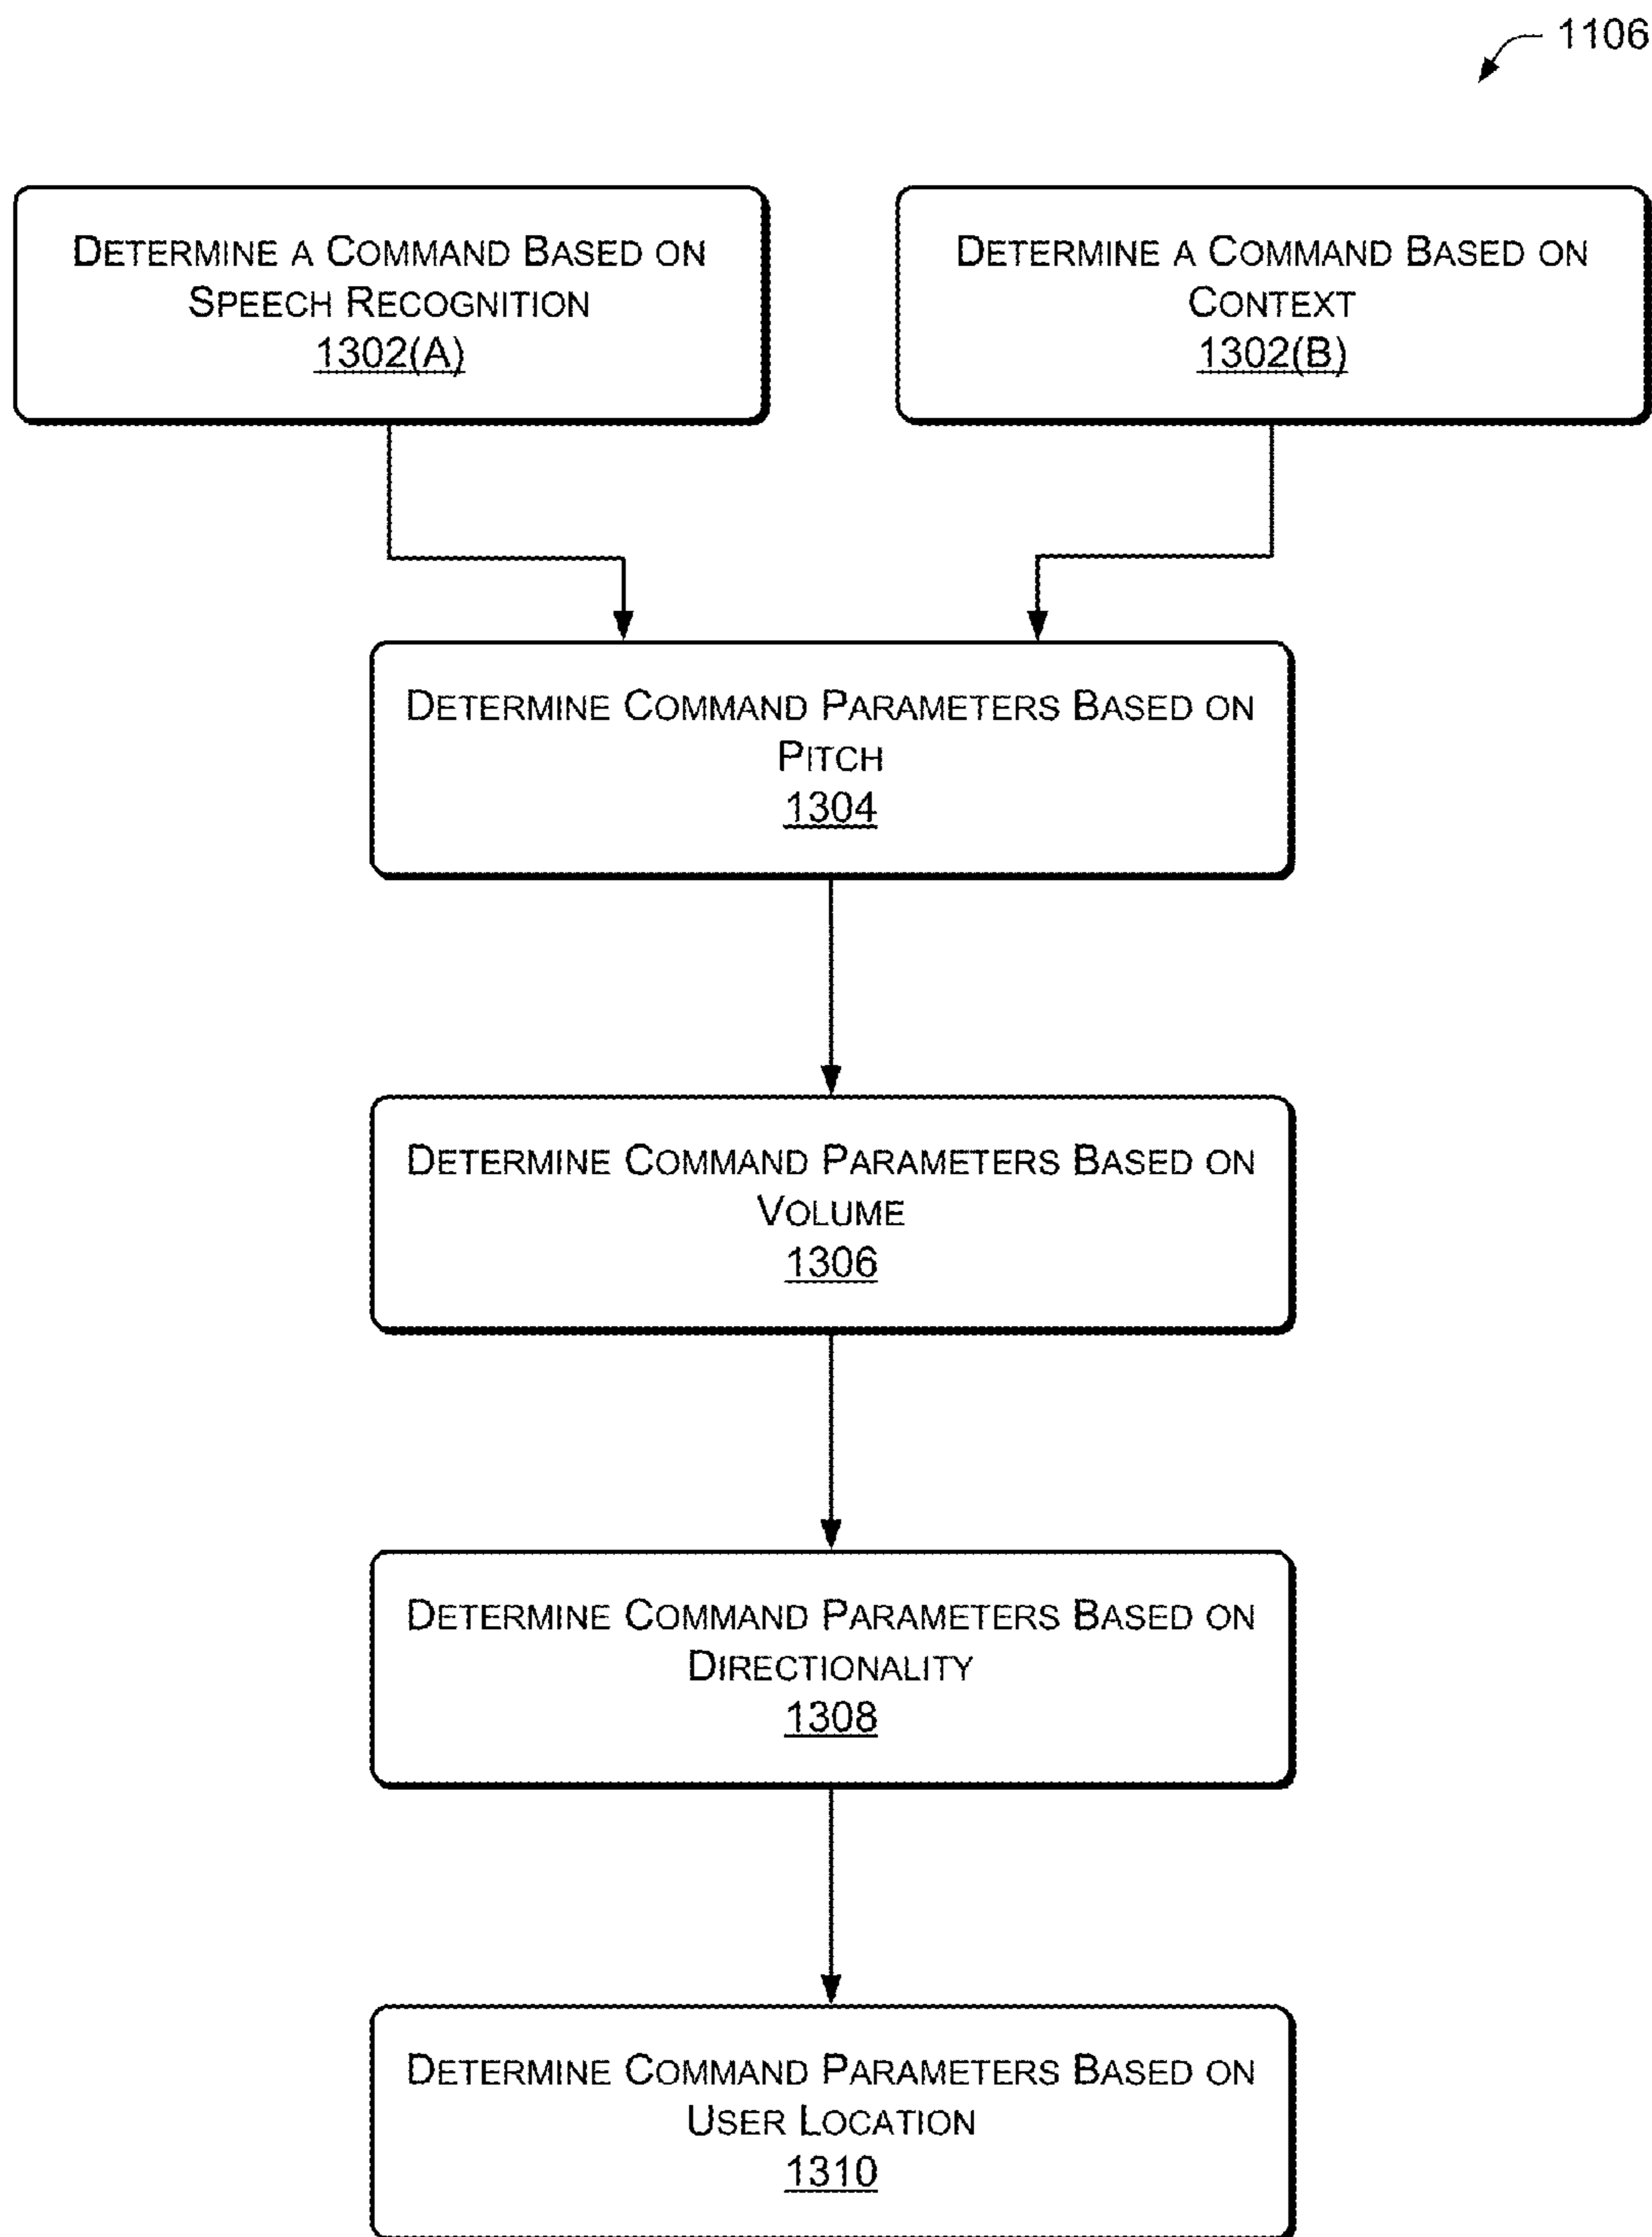 1106
DETERMINE A COMMAND BASED ON
SPEECH RECOGNITION
1302(A)
DETERMINE A COMMAND BASED ON
CONTEXT
1302(B)
DETERMINE COMMAND PARAMETERS BASED ON
PITCH
1304
DETERMINE COMMAND PARAMETERS BASED ON
VOLUME
1306
DETERMINE COMMAND PARAMETERS BASED ON
DIRECTIONALITY
1308
DETERMINE COMMAND PARAMETERS BASED ON
USER LOCATION
1310